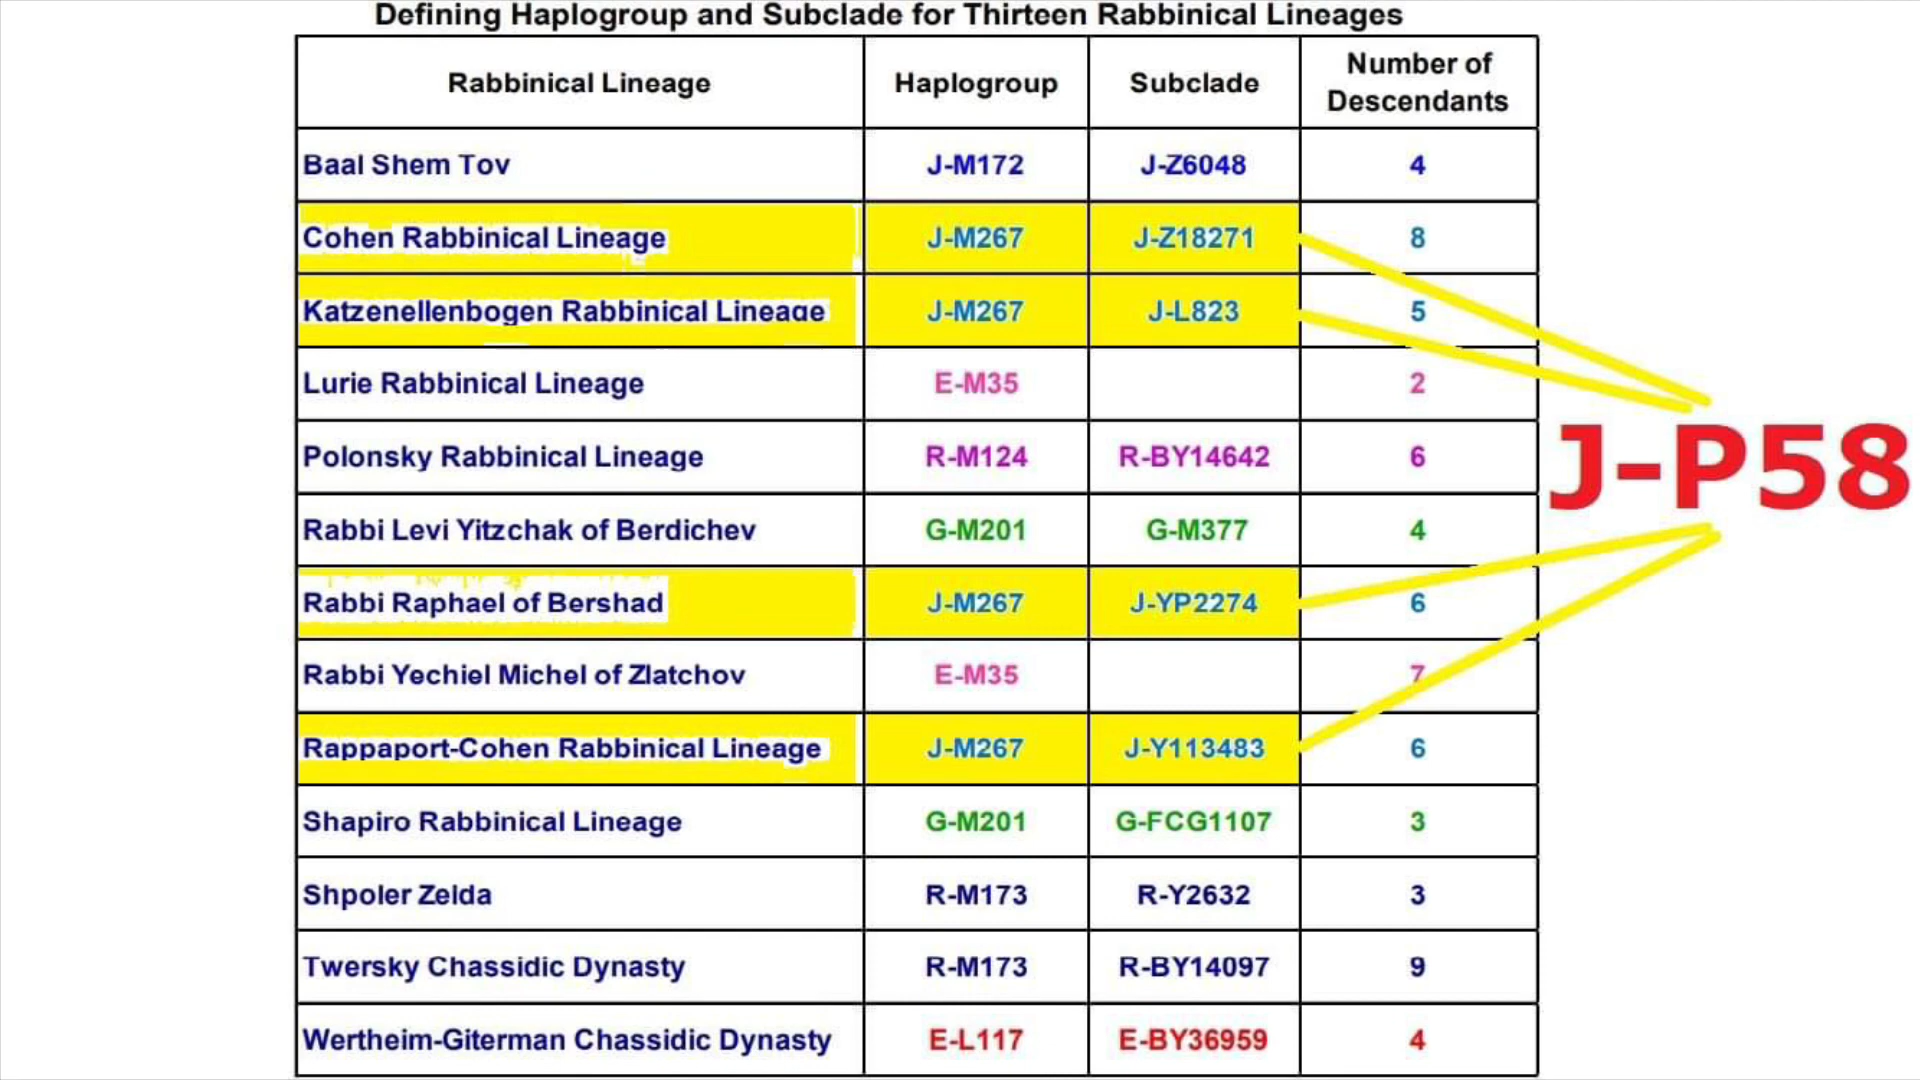 Defining Haplogroup and Subclade for Thirteen Rabbinical Lineages
Rabbinical Lineage Haplogroup Subclade Number of Descendants
Baal Shem Tov J-M172 J-Z6048 4
Cohen Rabbinical Lineage J-M267 J-Z18271 8
Katzenellenbogen Rabbinical Lineage J-M267 J-L823 5
Lurie Rabbinical Lineage E-M35 2
Polonsky Rabbinical Lineage R-M124 R-BY14642 6
J-P58
Rabbi Levi Yitzchak of Berdichev G-M201 G-M377 4
Rabbi Raphael of Bershad J-M267 J-YP2274 6
Rabbi Yechiel Michel of Zlatchov E-M35 7
Rappaport-Cohen Rabbinical Lineage J-M267 J-Y113483 6
Shapiro Rabbinical Lineage G-M201 G-FCG1107 3
Shpoler Zeida R-M173 R-Y2632 3
Twersky Chassidic Dynasty R-M173 R-BY14097 9
Wertheim-Giterman Chassidic Dynasty E-L117 E-BY36959 4